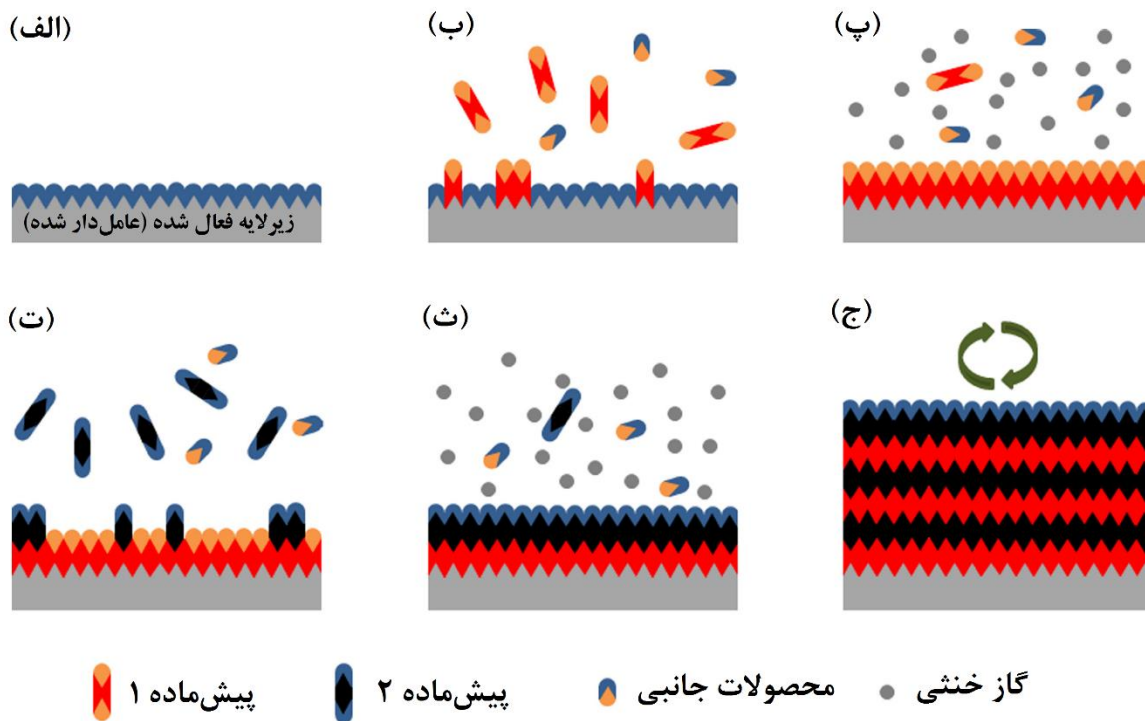 (الف)
(ب)
(پ)
زیرلایه فعال شده (عامل‌دار شده)
(ت)
(ث)
(ج)
پیش‌ماده ۱
پیش‌ماده ۲
محصولات جانبی
گاز خنثی